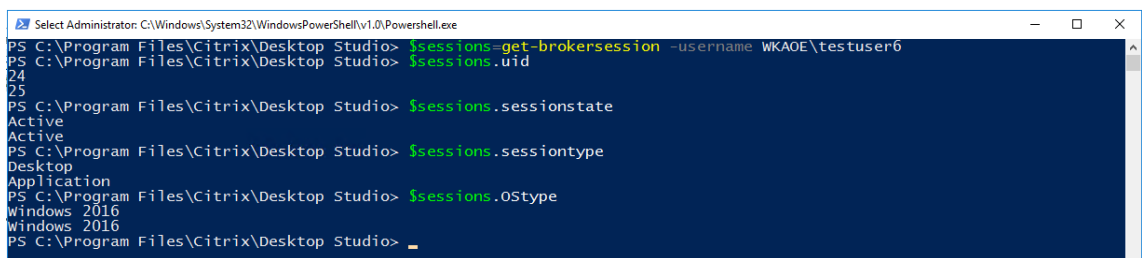 Select Administrator: C:\Windows\System32\WindowsPowerShell\v1.0\Powershell.exe
PS C:\Program Files\Citrix\Desktop Studio> $sessions=get-brokersession -username WKAOE\testuser6
PS C:\Program Files\Citrix\Desktop Studio> $sessions.uid
24
25
PS C:\Program Files\Citrix\Desktop Studio> $sessions.sessionstate
Active
Active
PS C:\Program Files\Citrix\Desktop Studio> $sessions.sessiontype
Desktop
Application
PS C:\Program Files\Citrix\Desktop Studio> $sessions.OStype
Windows 2016
Windows 2016
PS C:\Program Files\Citrix\Desktop Studio>